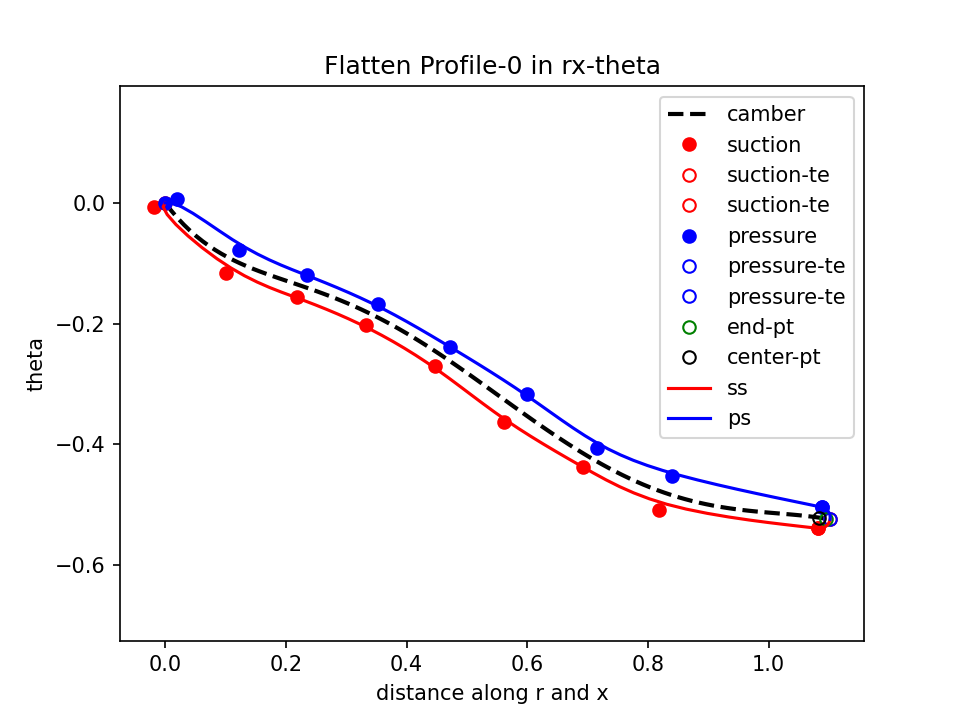 Flatten Profile-0 in rx-theta
camber
suction
suction-te
suction-te
pressure
pressure-te
pressure-te
end-pt
center-pt
ss
ps
theta
0.0
−0.2
−0.4
−0.6
0.0 0.2 0.4 0.6 0.8 1.0
distance along r and x